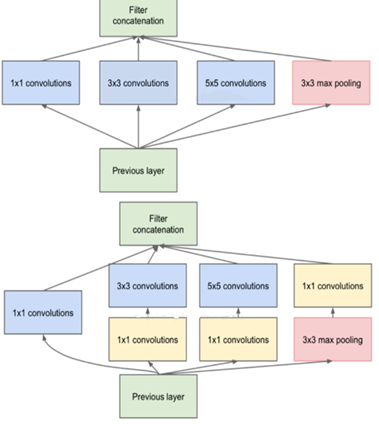 Filter
concatenation
1x1 convolutions
3x3 convolutions
5x5 convolutions
3x3 max pooling
Previous layer
Filter
concatenation
3x3 convolutions
5x5 convolutions
1x1 convolutions
1x1 convolutions
1x1 convolutions
1x1 convolutions
3x3 max pooling
Previous layer